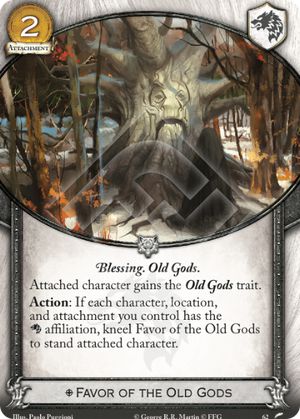 2
Attachment
Blessing. Old Gods.
Attached character gains the Old Gods trait.
Action: If each character, location,
and attachment you control has the
affiliation, kneel Favor of the Old Gods
to stand attached character.
Favor of the Old Gods
Illus. Paolo Puggioni © George R.R. Martin © FFG 62